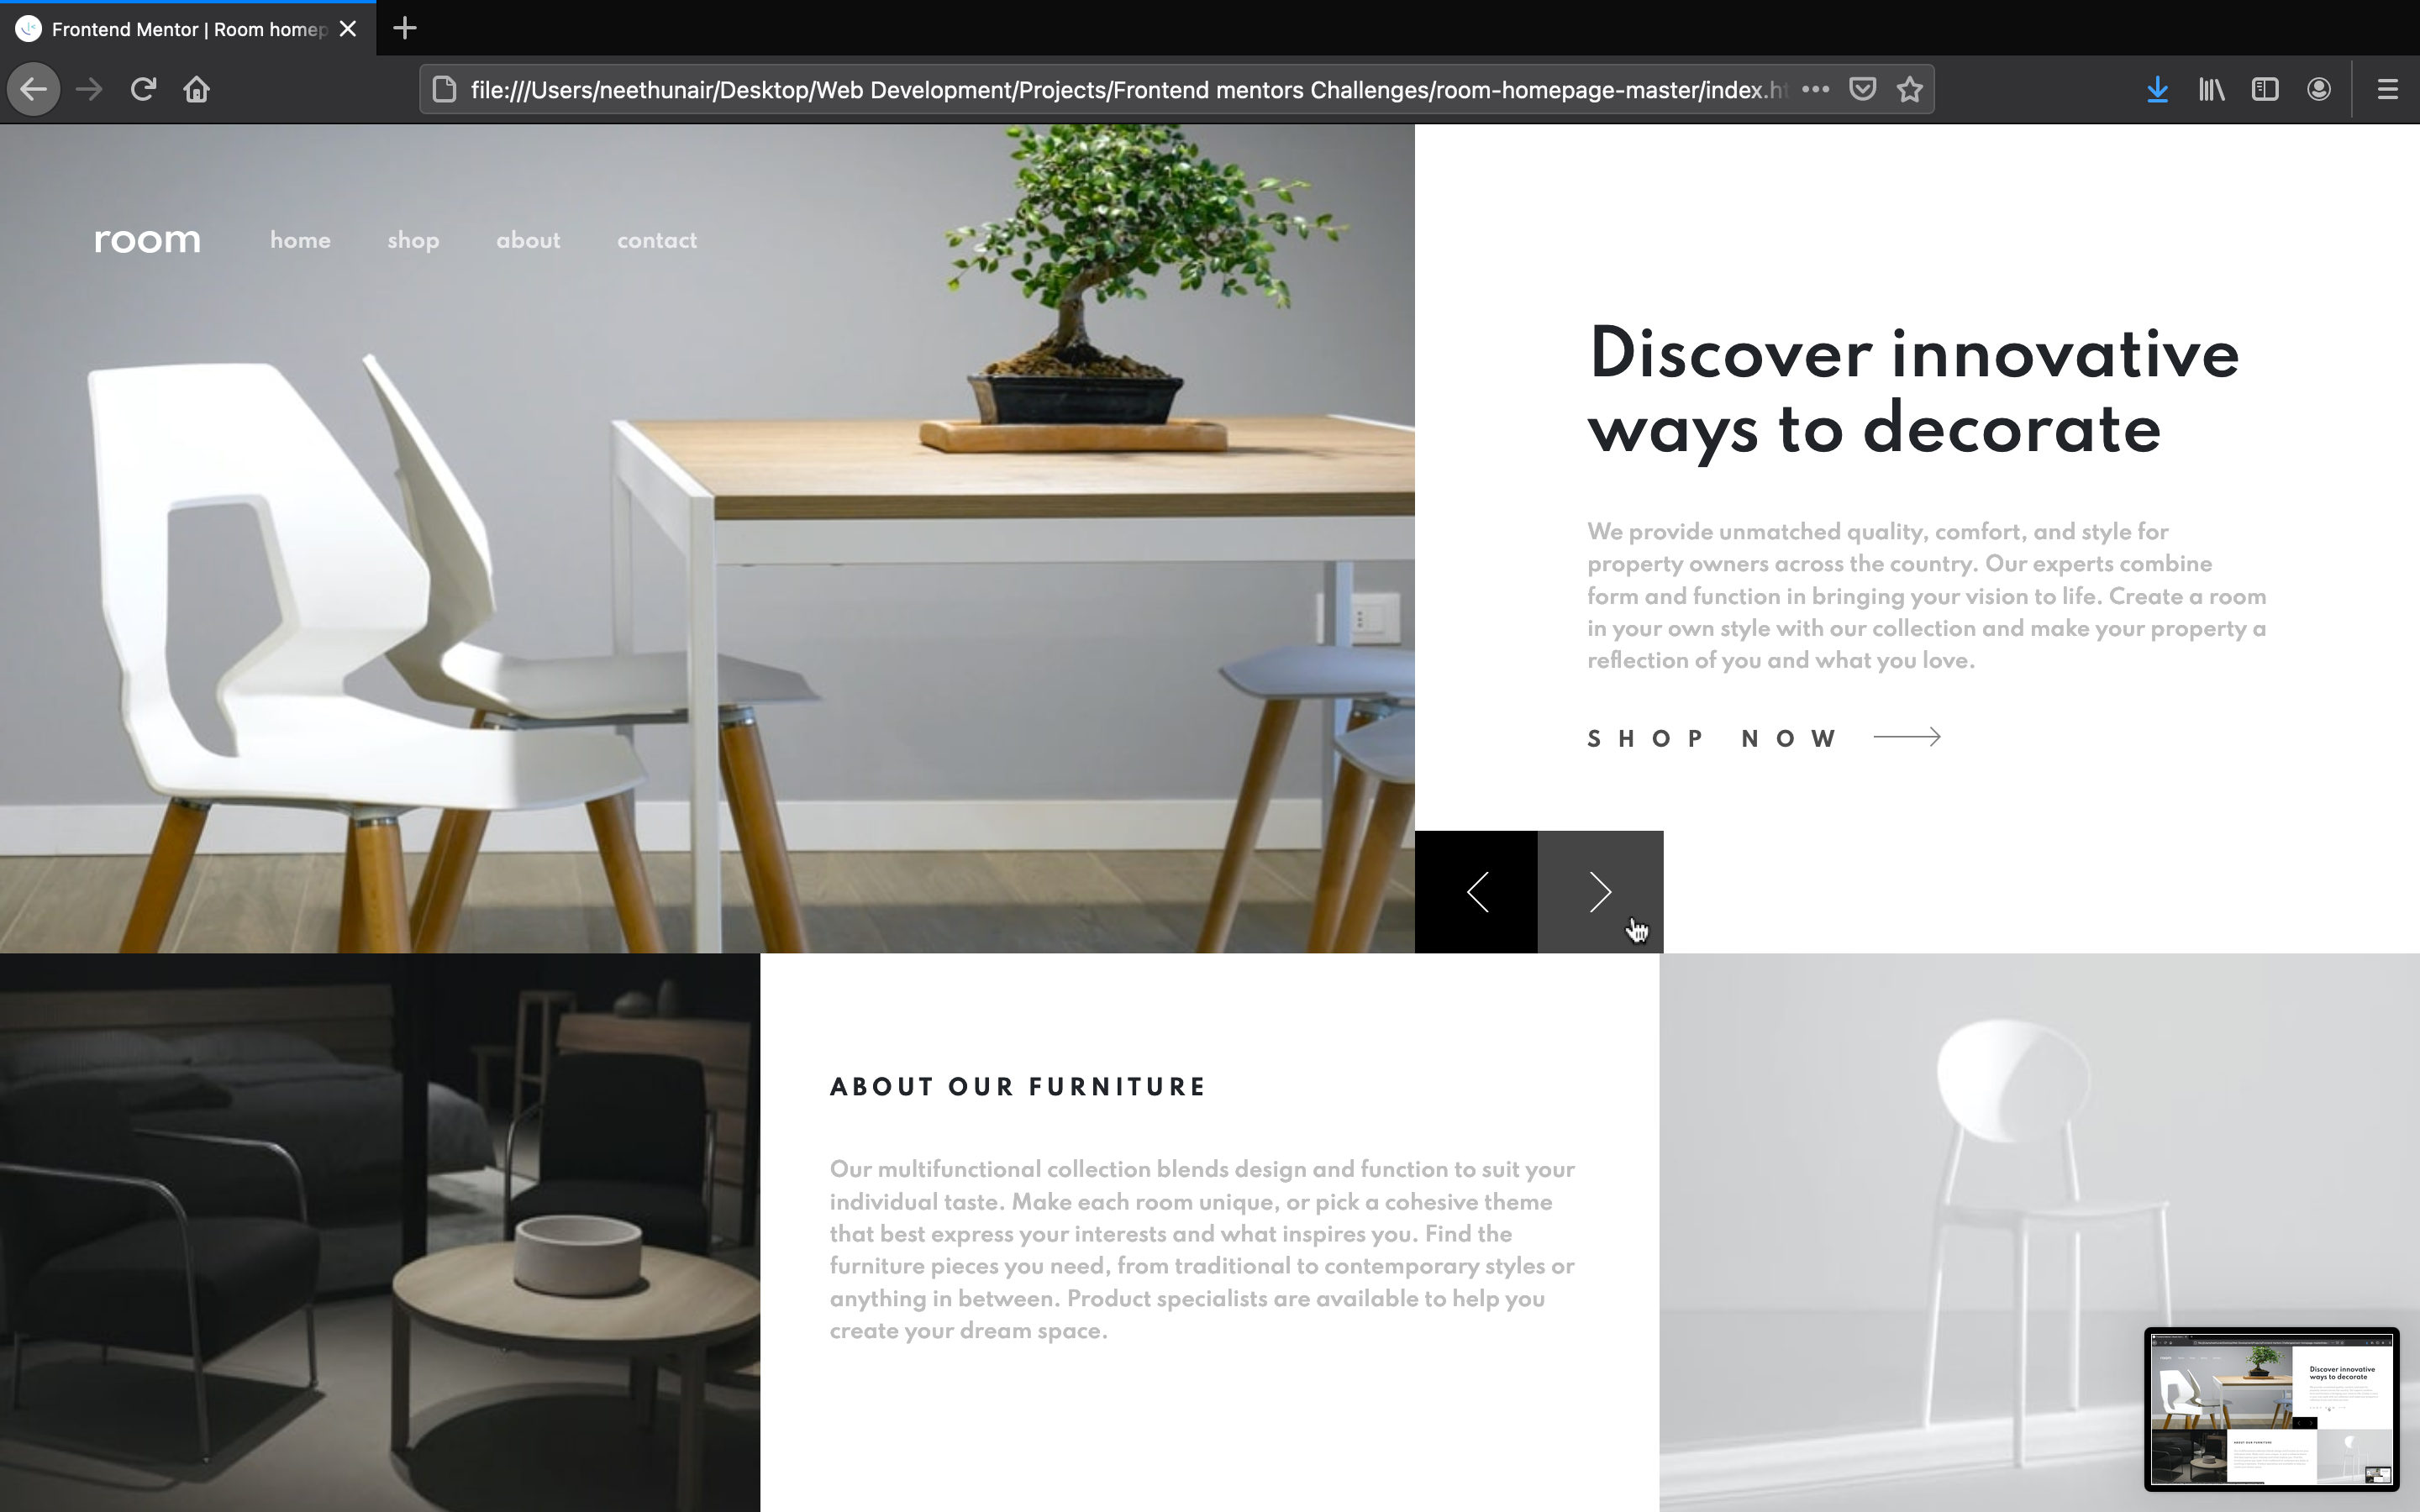 Frontend Mentor | Room homep
file:///Users/neethunair/Desktop/Web Development/Projects/Frontend mentors Challenges/room-homepage-master/index.ht
room home shop about contact
Discover innovative
ways to decorate
We provide unmatched quality, comfort, and style for
property owners across the country. Our experts combine
form and function in bringing your vision to life. Create a room
in your own style with our collection and make your property a
reflection of you and what you love.
SHOP NOW
ABOUT OUR FURNITURE
Our multifunctional collection blends design and function to suit your
individual taste. Make each room unique, or pick a cohesive theme
that best express your interests and what inspires you. Find the
furniture pieces you need, from traditional to contemporary styles or
anything in between. Product specialists are available to help you
create your dream space.
Discover innovative
ways to decorate